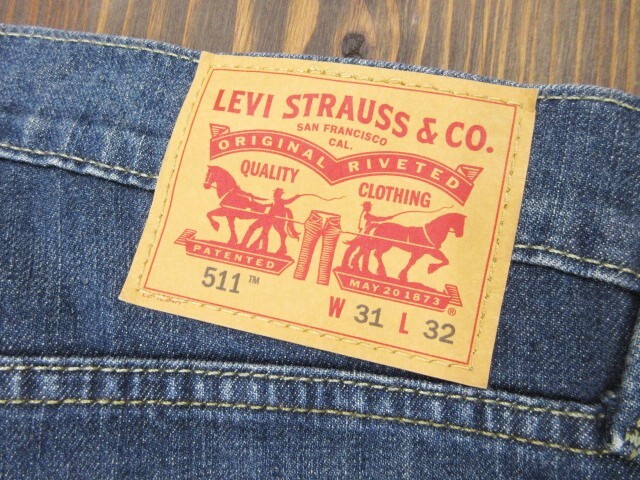 LEVI STRAUSS & CO.
SAN FRANCISCO
CAL.
ORIGINAL RIVETED
QUALITY CLOTHING
PATENTED
MAY 20 1873 ®
511™
W 31 L 32